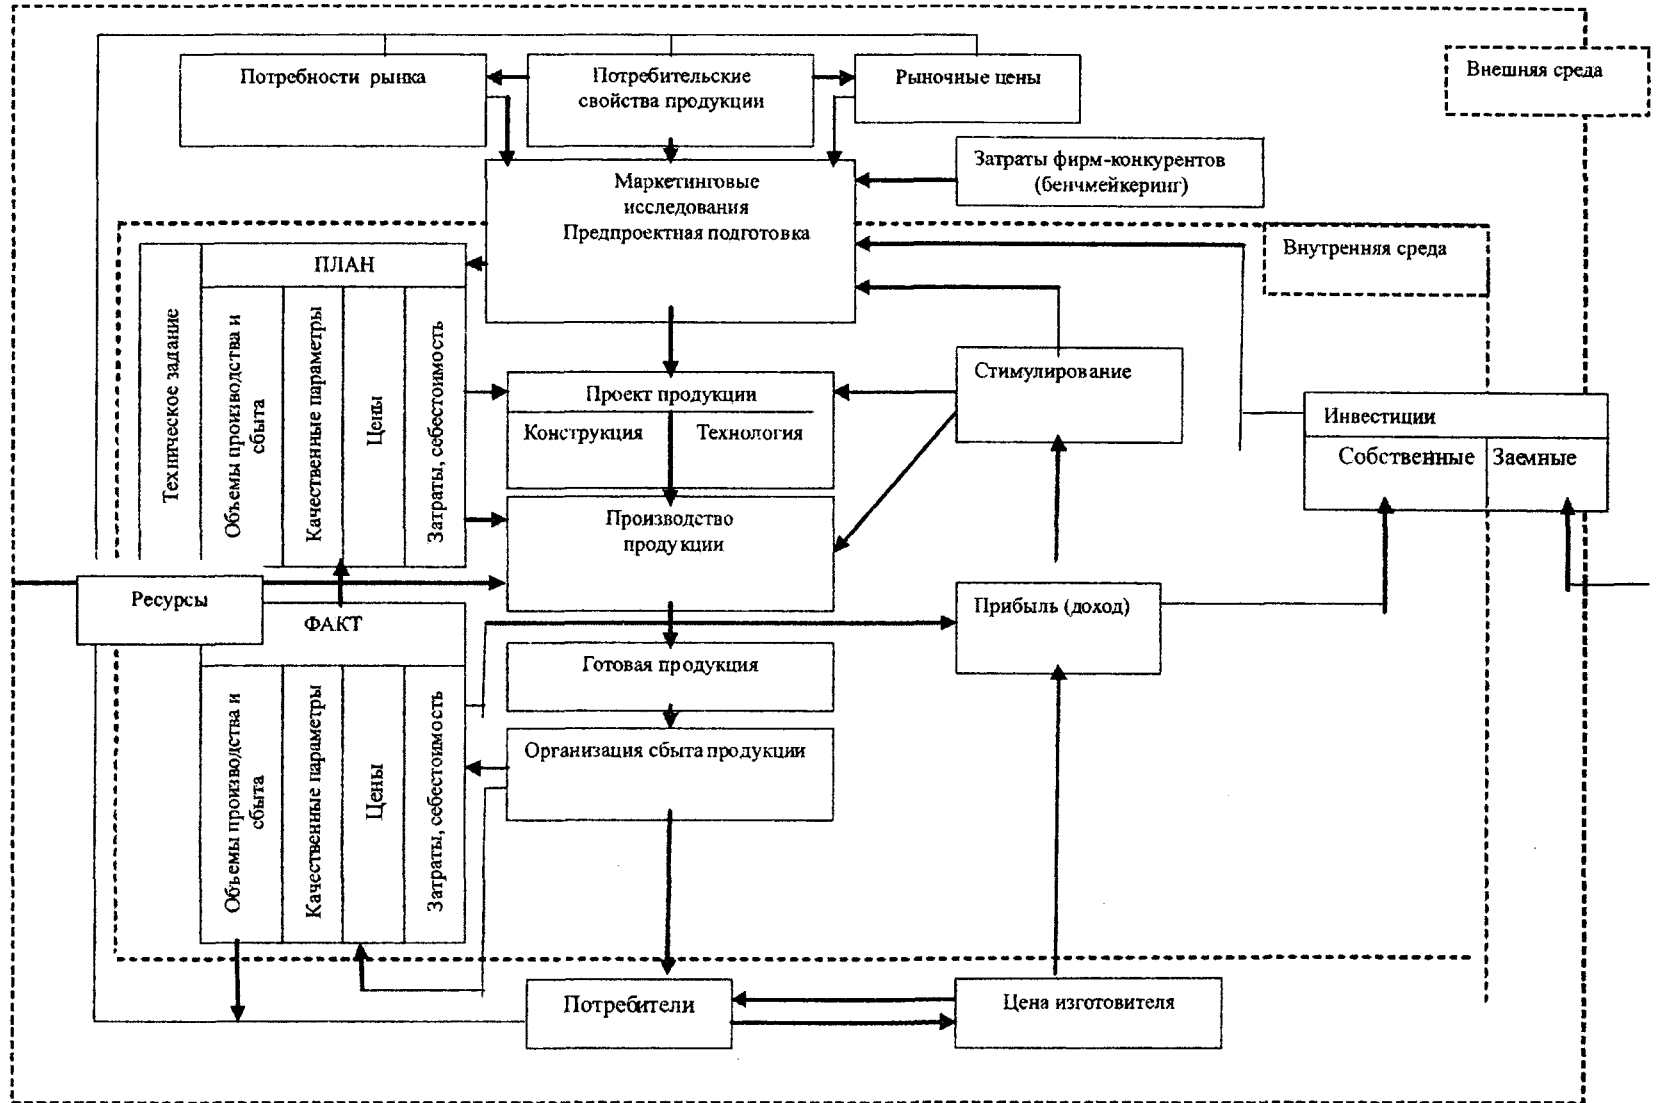 Потребности рынка
Потребительские
свойства продукции
Рыночные цены
Внешняя среда
Затраты фирм-конкурентов
(бенчмейкеринг)
Маркетинговые
исследования
Предпроектная подготовка
Внутренняя среда
Техническое задание
ПЛАН
Объемы производства и
сбыта
Качественные параметры
Цены
Затраты, себестоимость
Проект продукции
Конструкция
Технология
Стимулирование
Инвестиции
Собственные
Заемные
Производство
продукции
Ресурсы
ФАКТ
Прибыль (доход)
Готовая продукция
Объемы производства и
сбыта
Качественные параметры
Цены
Затраты, себестоимость
Организация сбыта продукции
Потребители
Цена изготовителя